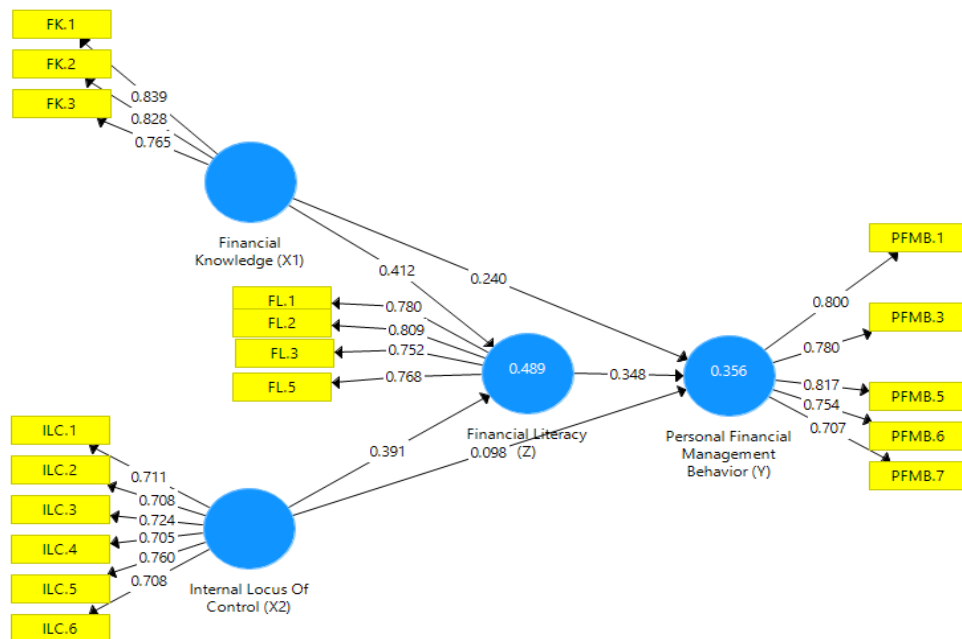 FK.1
FK.2
FK.3
0.839
0.828
0.765
Financial
Knowledge (X1)
0.412
0.240
FL.1
FL.2
FL.3
FL.5
0.780
0.809
0.752
0.768
0.489
Financial Literacy
(Z)
0.348
0.356
Personal Financial
Management
Behavior (Y)
0.391
0.098
ILC.1
ILC.2
ILC.3
ILC.4
ILC.5
ILC.6
0.711
0.708
0.724
0.705
0.760
0.708
Internal Locus Of
Control (X2)
0.800
0.780
0.817
0.754
0.707
PFMB.1
PFMB.3
PFMB.5
PFMB.6
PFMB.7